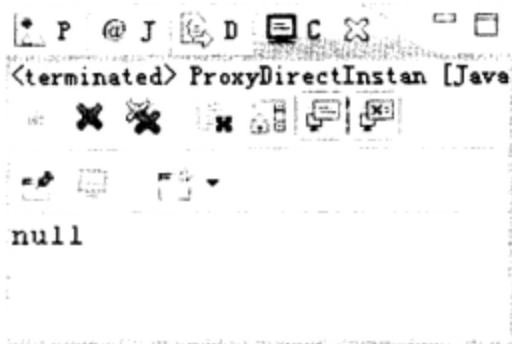 P @ J D C
<terminated> ProxyDirectInstan [Java
null